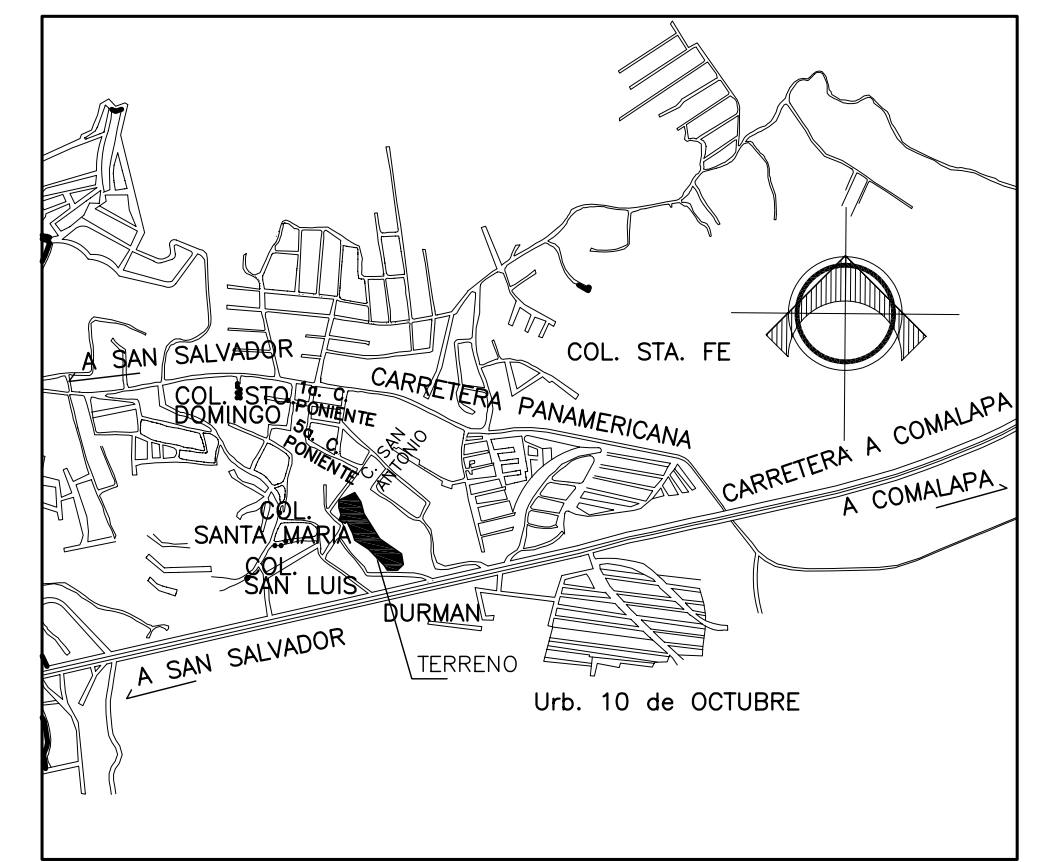 A SAN SALVADOR
COL. STO.
DOMINGO
1a. C.
PONIENTE
5a. C.
PONIENTE
C. SAN
ANTONIO
CARRETERA PANAMERICANA
COL. STA. FE
CARRETERA A COMALAPA
A COMALAPA
COL.
SANTA MARIA
COL.
SAN LUIS
DURMAN
A SAN SALVADOR
TERRENO
Urb. 10 de OCTUBRE